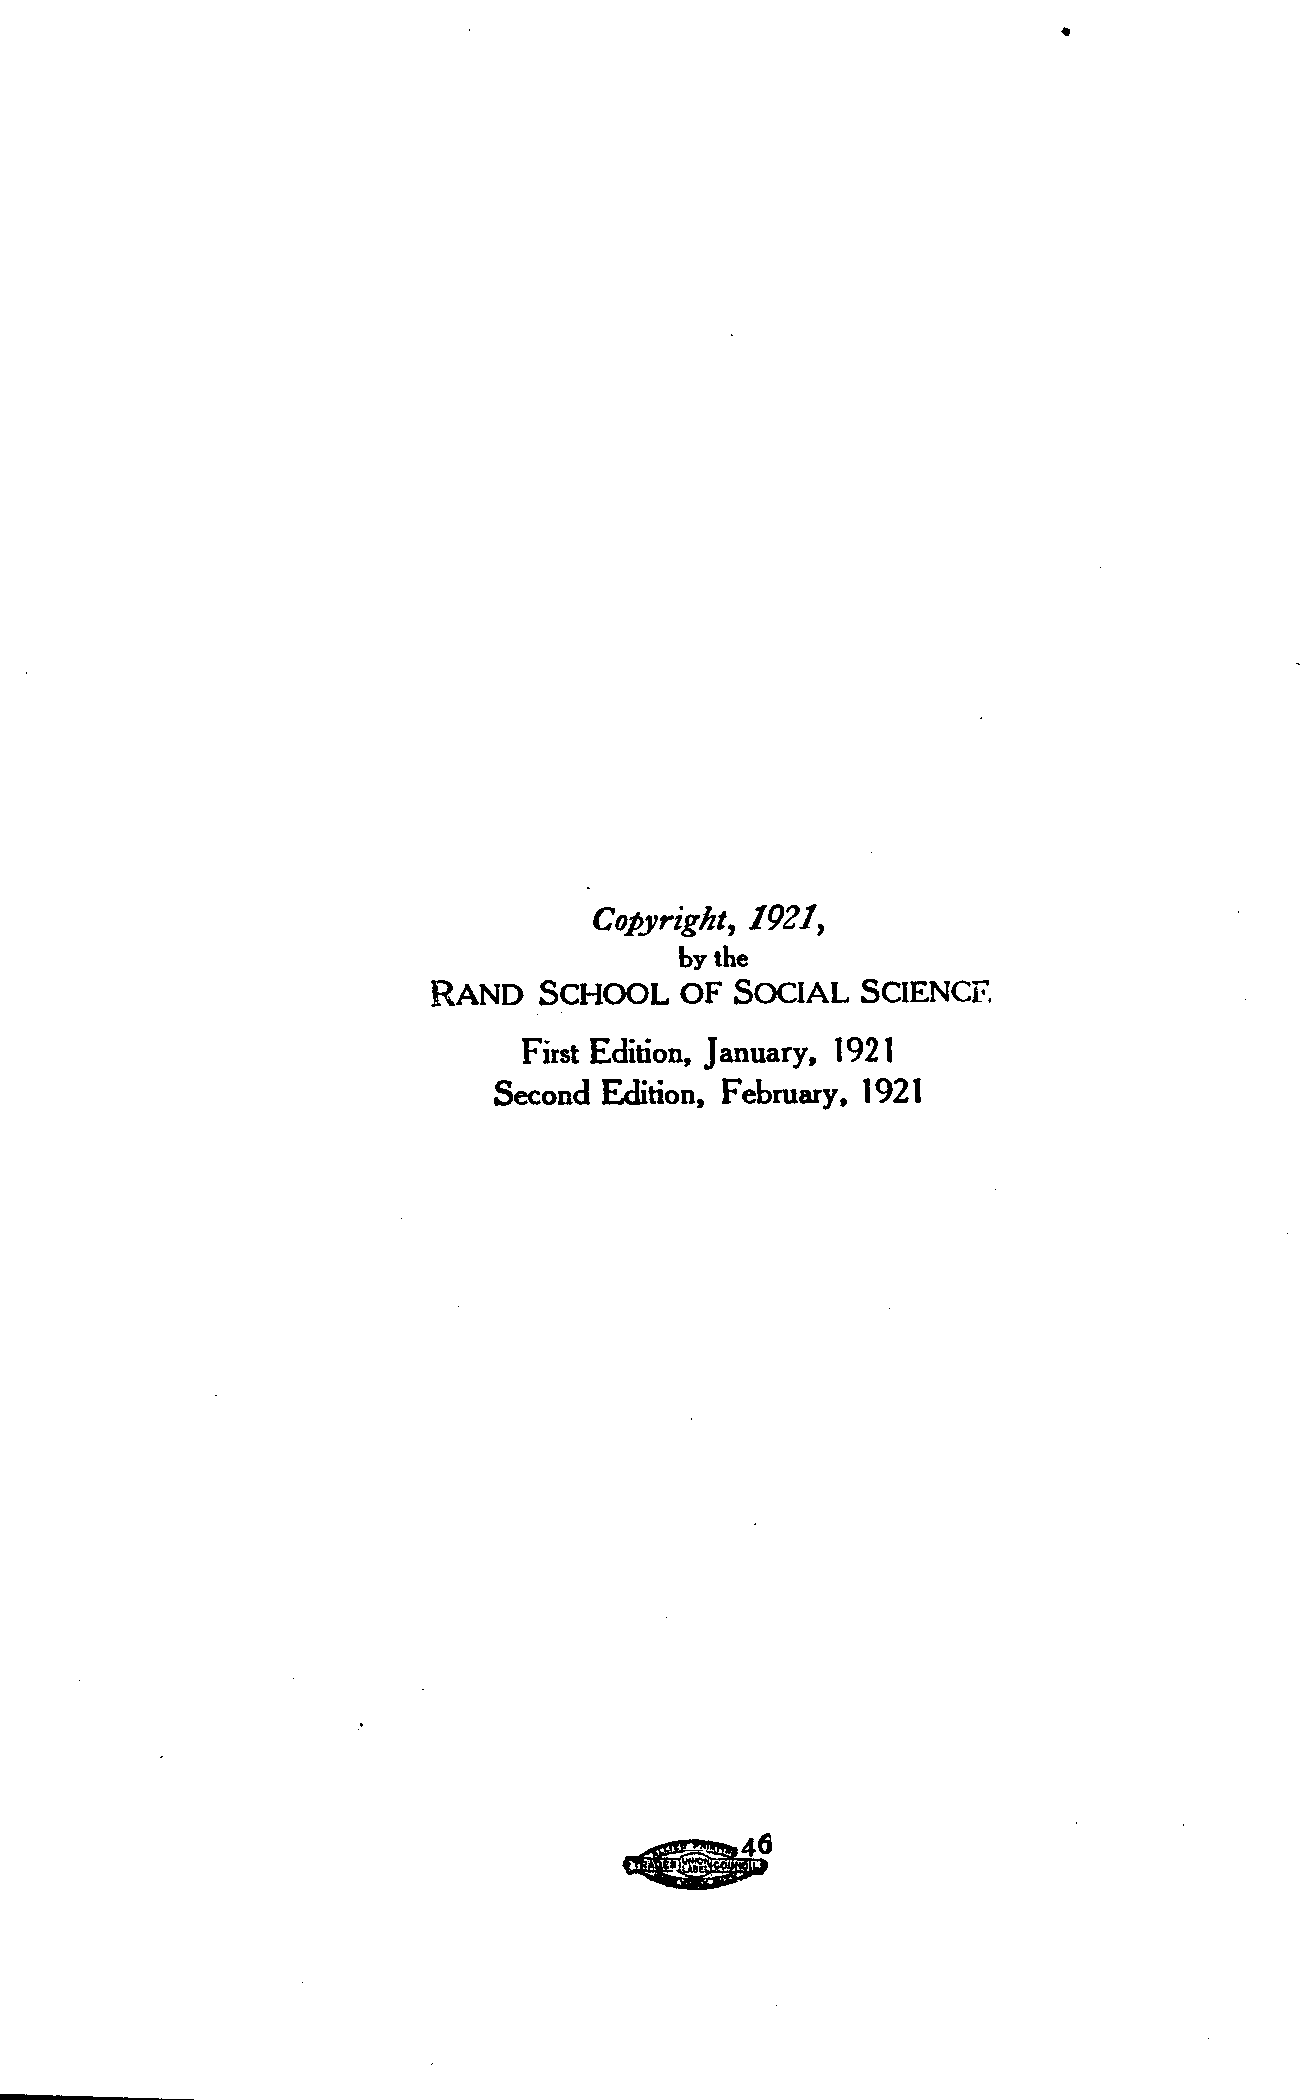 Copyright, 1921,
by the
RAND SCHOOL OF SOCIAL SCIENCE
First Edition, January, 1921
Second Edition, February, 1921
46
TRADES UNION LABEL COUNCIL